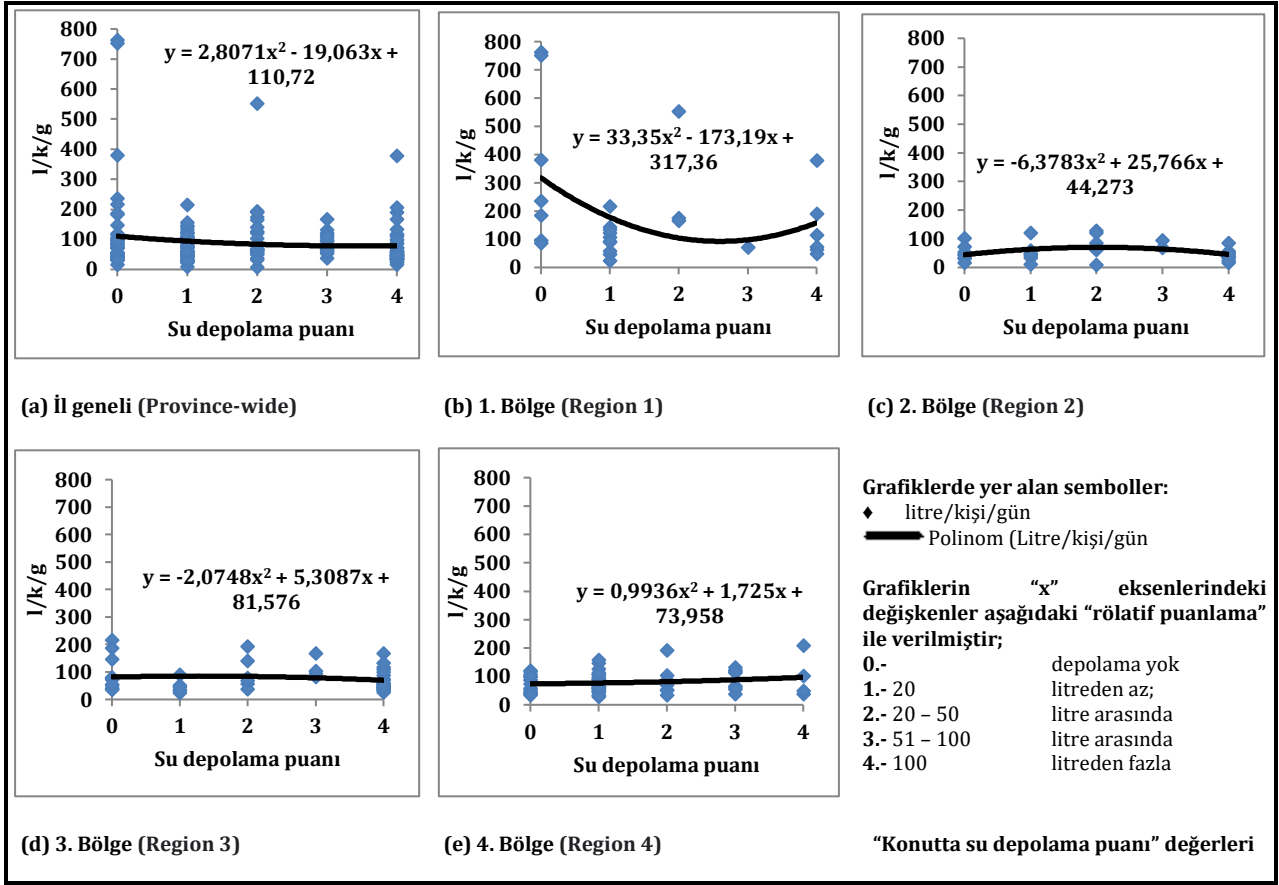 800
700
600
500
400
300
200
100
0
l/k/g
y = 2,8071x² - 19,063x +
110,72
0 1 2 3 4
Su depolama puanı
(a) İl geneli (Province-wide)
800
700
600
500
400
300
200
100
0
l/k/g
y = 33,35x² - 173,19x +
317,36
0 1 2 3 4
Su depolama puanı
(b) 1. Bölge (Region 1)
800
700
600
500
400
300
200
100
0
l/k/g
y = -6,3783x² + 25,766x +
44,273
0 1 2 3 4
Su depolama puanı
(c) 2. Bölge (Region 2)
800
700
600
500
400
300
200
100
0
l/k/g
y = -2,0748x² + 5,3087x +
81,576
0 1 2 3 4
Su depolama puanı
(d) 3. Bölge (Region 3)
800
700
600
500
400
300
200
100
0
l/k/g
y = 0,9936x² + 1,725x +
73,958
0 1 2 3 4
Su depolama puanı
(e) 4. Bölge (Region 4)
Grafiklerde yer alan semboller:
♦ litre/kişi/gün
Polinom (Litre/kişi/gün
Grafiklerin “x” eksenlerindeki
değişkenler aşağıdaki “rölatif puanlama”
ile verilmiştir;
0.- depolama yok
1.- 20 litreden az;
2.- 20 – 50 litre arasında
3.- 51 – 100 litre arasında
4.- 100 litreden fazla
“Konutta su depolama puanı” değerleri